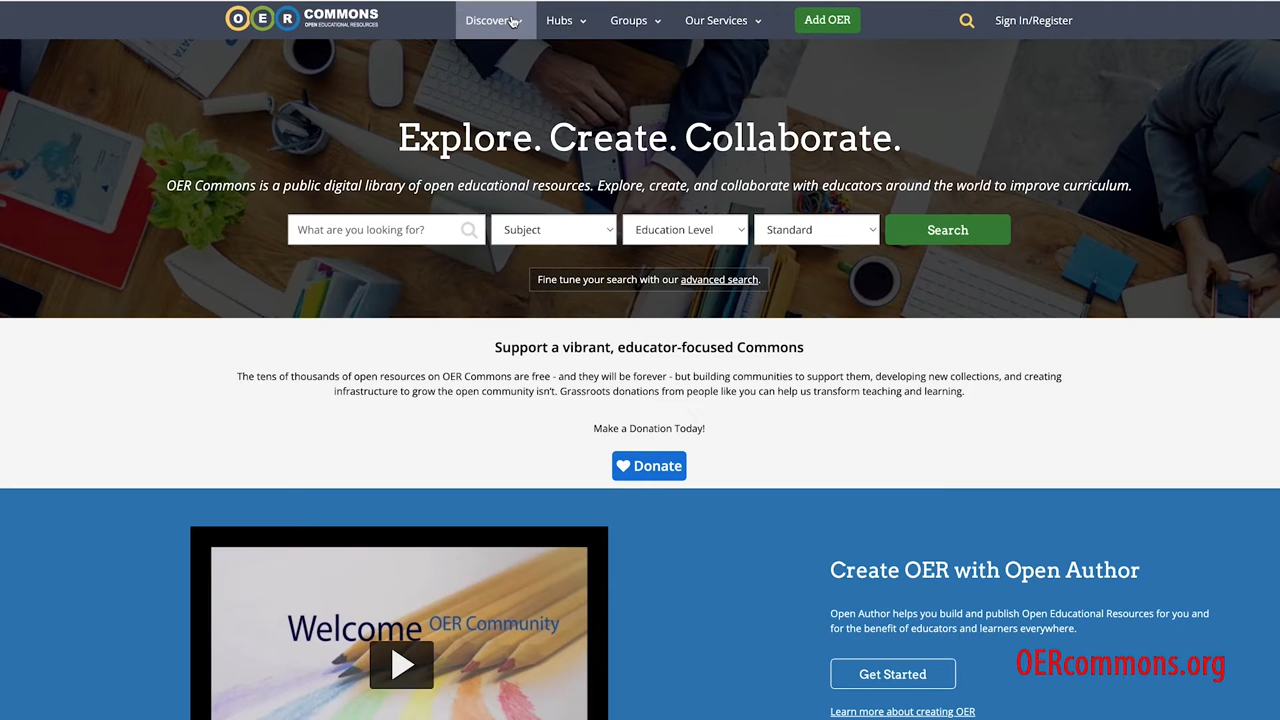 OER COMMONS
OPEN EDUCATIONAL RESOURCES
Discover
Hubs
Groups
Our Services
Add OER
Sign In/Register
Explore. Create. Collaborate.
OER Commons is a public digital library of open educational resources. Explore, create, and collaborate with educators around the world to improve curriculum.
What are you looking for?
Subject
Education Level
Standard
Search
Fine tune your search with our advanced search.
Support a vibrant, educator-focused Commons
The tens of thousands of open resources on OER Commons are free - and they will be forever - but building communities to support them, developing new collections, and creating
infrastructure to grow the open community isn't. Grassroots donations from people like you can help us transform teaching and learning.
Make a Donation Today!
Donate
Welcome OER Community
Create OER with Open Author
Open Author helps you build and publish Open Educational Resources for you and
for the benefit of educators and learners everywhere.
Get Started
OERcommons.org
Learn more about creating OER